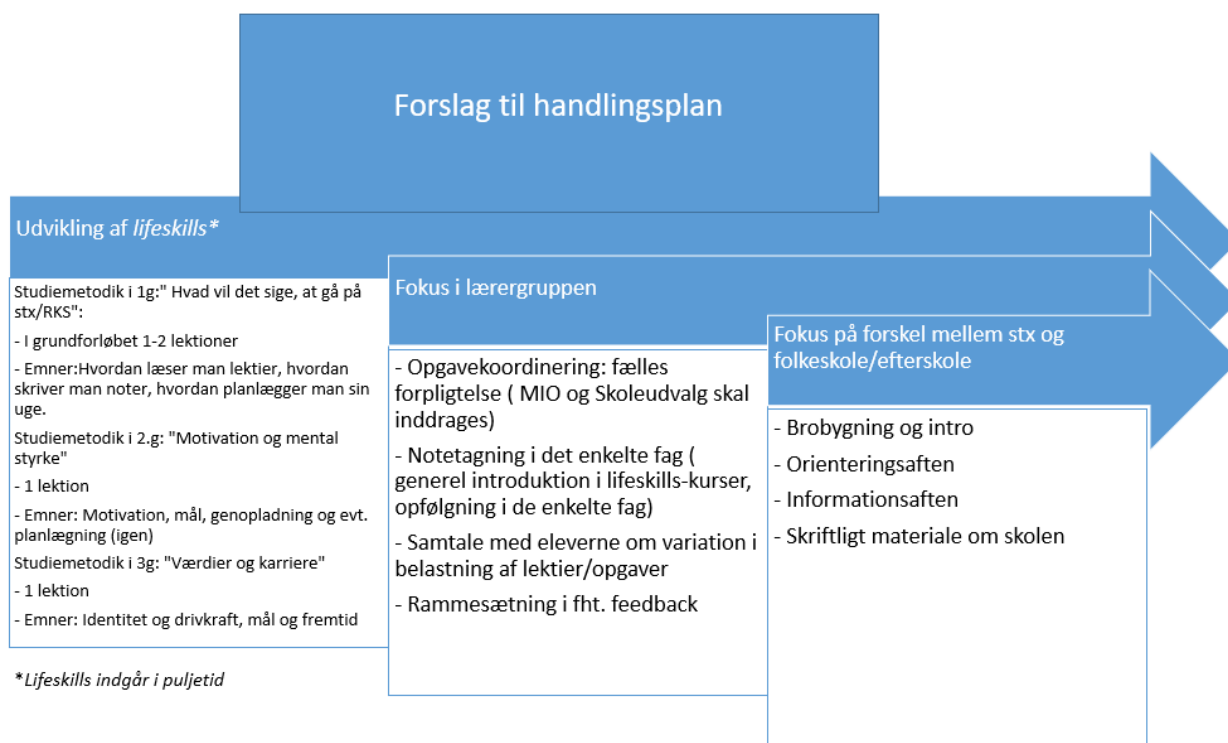 Forslag til handlingsplan
Udvikling af lifeskills*
Studiemetodik i 1g:" Hvad vil det sige, at gå på
stx/RKS":
- I grundforløbet 1-2 lektioner
- Emner:Hvordan læser man lektier, hvordan
skriver man noter, hvordan planlægger man sin
uge.
Studiemetodik i 2.g: "Motivation og mental
styrke"
- 1 lektion
- Emner: Motivation, mål, genopladning og evt.
planlægning (igen)
Studiemetodik i 3g: "Værdier og karriere"
- 1 lektion
- Emner: Identitet og drivkraft, mål og fremtid
*Lifeskills indgår i puljetid
Fokus i lærergruppen
- Opgavekoordinering: fælles
forpligtelse ( MIO og Skoleudvalg skal
inddrages)
- Notetagning i det enkelte fag (
generel introduktion i lifeskills-kurser,
opfølgning i de enkelte fag)
- Samtale med eleverne om variation i
belastning af lektier/opgaver
- Rammesætning i fht. feedback
Fokus på forskel mellem stx og
folkeskole/efterskole
- Brobygning og intro
- Orienteringsaften
- Informationsaften
- Skriftligt materiale om skolen